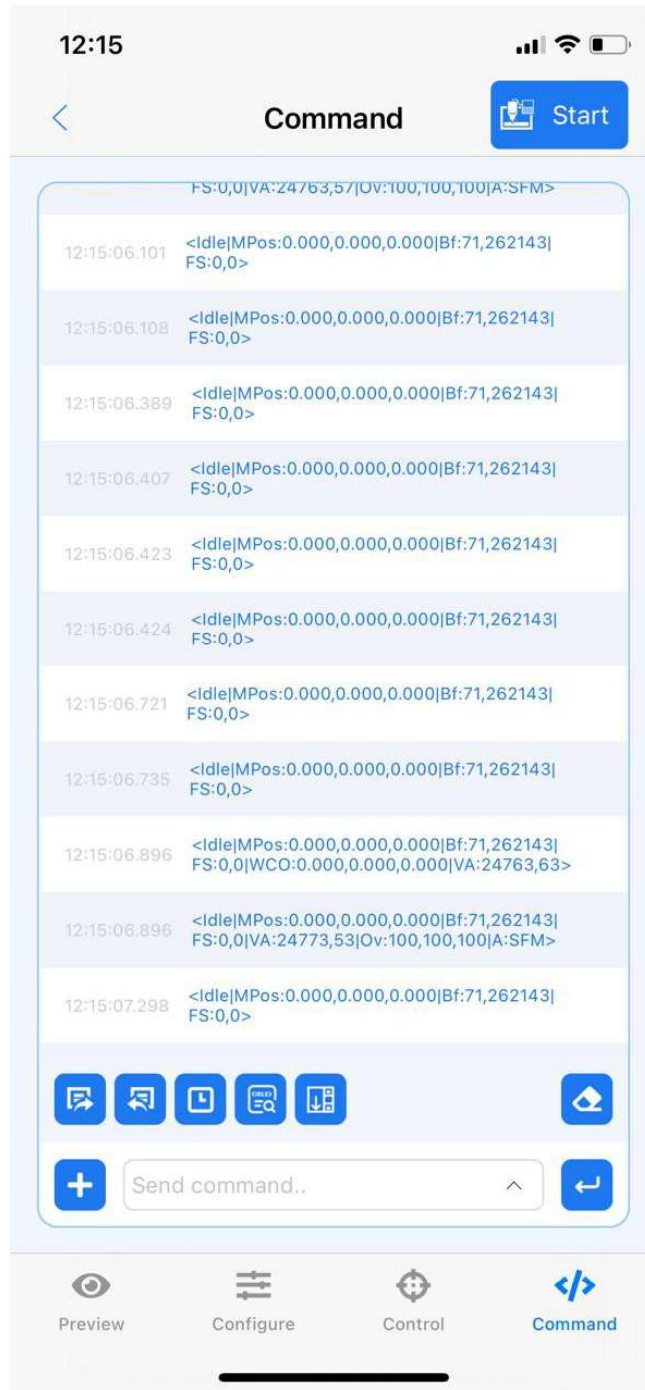 12:15
Command
Start
FS:0,0|VA:24763,57|Ov:100,100,100|A:SFM>
12:15:06.101
<Idle|MPos:0.000,0.000,0.000|Bf:71,262143|
FS:0,0>
12:15:06.108
<Idle|MPos:0.000,0.000,0.000|Bf:71,262143|
FS:0,0>
12:15:06.389
<Idle|MPos:0.000,0.000,0.000|Bf:71,262143|
FS:0,0>
12:15:06.407
<Idle|MPos:0.000,0.000,0.000|Bf:71,262143|
FS:0,0>
12:15:06.423
<Idle|MPos:0.000,0.000,0.000|Bf:71,262143|
FS:0,0>
12:15:06.424
<Idle|MPos:0.000,0.000,0.000|Bf:71,262143|
FS:0,0>
12:15:06.721
<Idle|MPos:0.000,0.000,0.000|Bf:71,262143|
FS:0,0>
12:15:06.735
<Idle|MPos:0.000,0.000,0.000|Bf:71,262143|
FS:0,0>
12:15:06.896
<Idle|MPos:0.000,0.000,0.000|Bf:71,262143|
FS:0,0|WCO:0.000,0.000,0.000|VA:24763,63>
12:15:06.896
<Idle|MPos:0.000,0.000,0.000|Bf:71,262143|
FS:0,0|VA:24773,53|Ov:100,100,100|A:SFM>
12:15:07.298
<Idle|MPos:0.000,0.000,0.000|Bf:71,262143|
FS:0,0>
Send command..
Preview
Configure
Control
Command